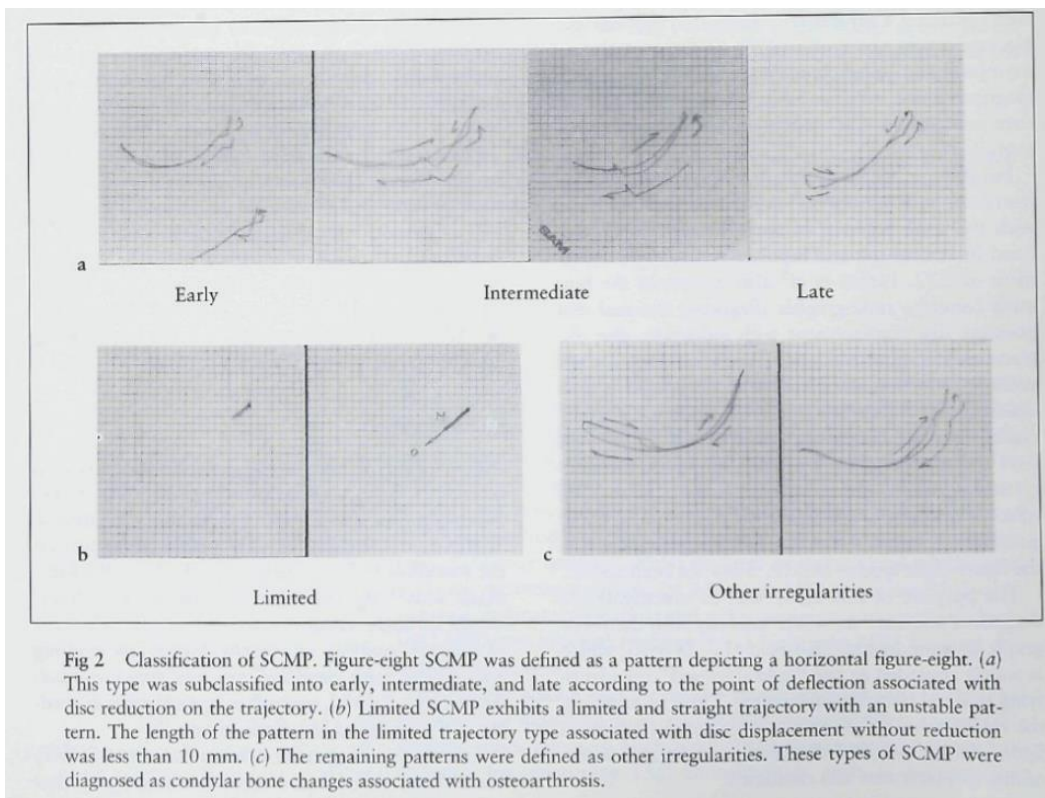 SAM
a
Early
Intermediate
Late
b
c
Limited
Other irregularities
Fig 2 Classification of SCMP. Figure-eight SCMP was defined as a pattern depicting a horizontal figure-eight. (a)
This type was subclassified into early, intermediate, and late according to the point of deflection associated with
disc reduction on the trajectory. (b) Limited SCMP exhibits a limited and straight trajectory with an unstable pat-
tern. The length of the pattern in the limited trajectory type associated with disc displacement without reduction
was less than 10 mm. (c) The remaining patterns were defined as other irregularities. These types of SCMP were
diagnosed as condylar bone changes associated with osteoarthrosis.